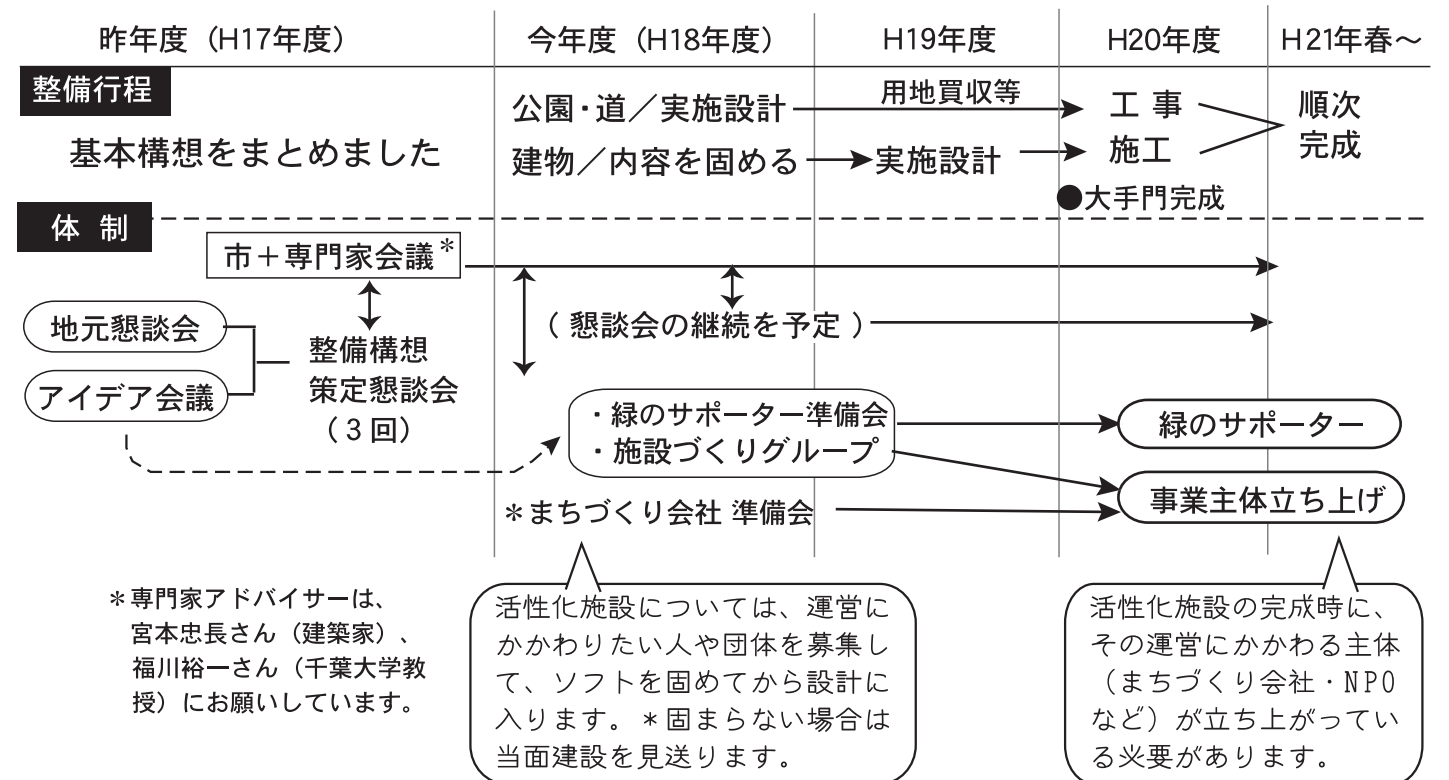 昨年度（H17年度）
今年度（H18年度）
H19年度
H20年度
H21年春～
整備行程
基本構想をまとめました
公園・道／実施設計
用地買収等
工 事
順次
完成
建物／内容を固める
実施設計
施工
●大手門完成
体 制
市＋専門家会議＊
地元懇談会
アイデア会議
整備構想
策定懇談会
（３回）
（ 懇談会の継続を予定 ）
・緑のサポーター準備会
・施設づくりグループ
緑のサポーター
＊まちづくり会社 準備会
事業主体立ち上げ
＊専門家アドバイサーは、
宮本忠長さん（建築家）、
福川裕一さん（千葉大学教
授）にお願いしています。
活性化施設については、運営に
かかわりたい人や団体を募集し
て、ソフトを固めてから設計に
入ります。＊固まらない場合は
当面建設を見送ります。
活性化施設の完成時に、
その運営にかかわる主体
（まちづくり会社・NPO
など）が立ち上がってい
る必要があります。